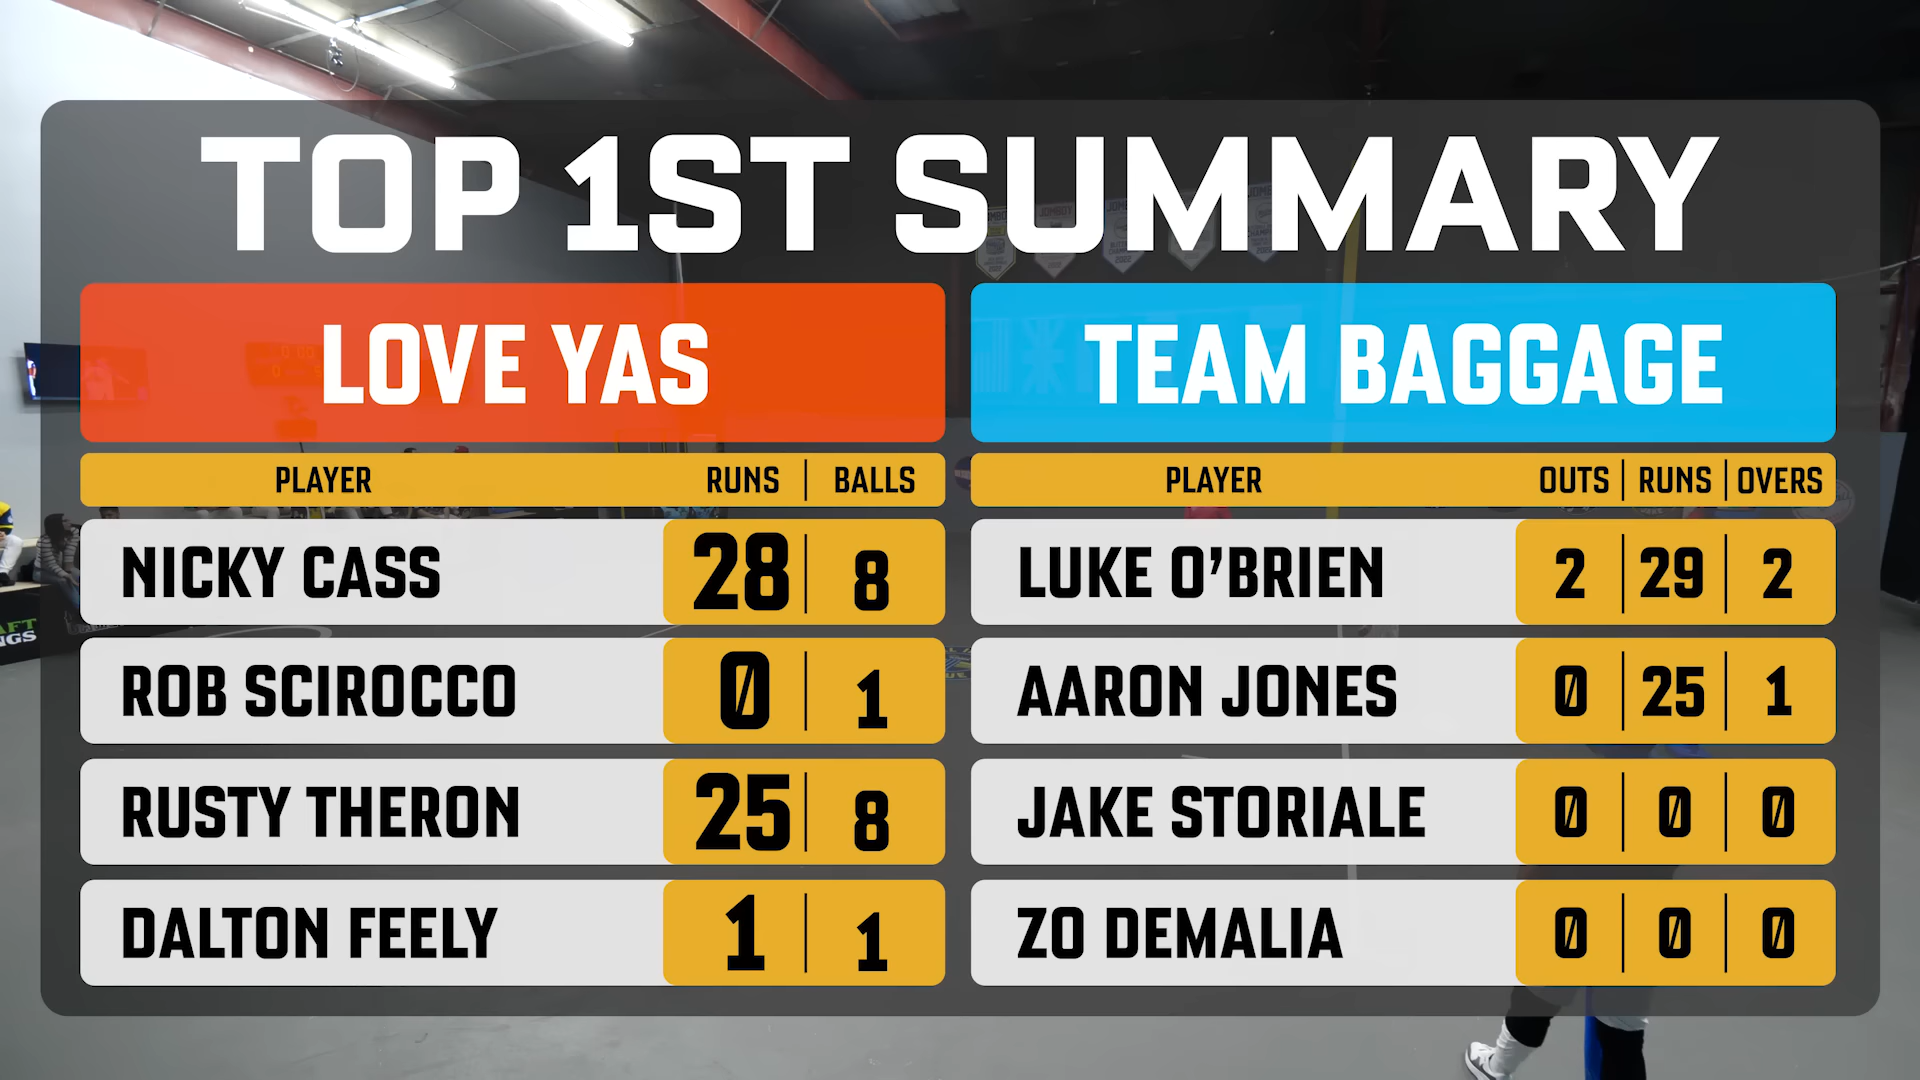 TOP 1ST SUMMARY
LOVE YAS
PLAYER RUNS BALLS
NICKY CASS 28 8
ROB SCIROCCO 0 1
RUSTY THERON 25 8
DALTON FEELY 1 1
TEAM BAGGAGE
PLAYER OUTS RUNS OVERS
LUKE O'BRIEN 2 29 2
AARON JONES 0 25 1
JAKE STORIALE 0 0 0
ZO DEMALIA 0 0 0